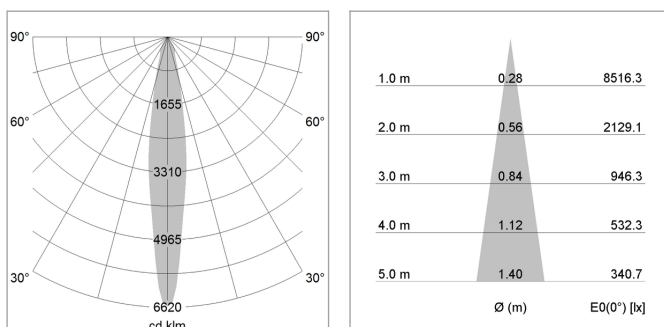 90° 90°
1655
60° 60°
3310
4965
30° 30°
6620
cd klm
1.0 m 0.28 8516.3
2.0 m 0.56 2129.1
3.0 m 0.84 946.3
4.0 m 1.12 532.3
5.0 m 1.40 340.7
Ø (m) E0(0°) [lx]